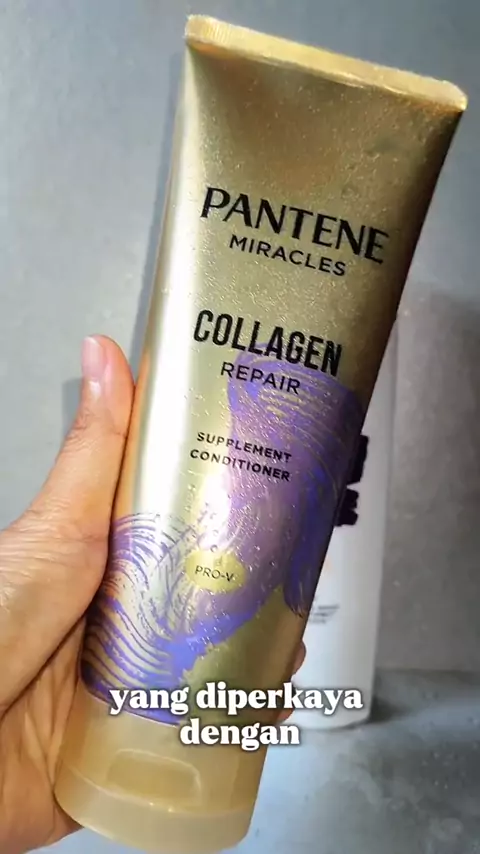 PANTENE
MIRACLES
COLLAGEN
REPAIR
SUPPLEMENT
CONDITIONER
PRO-V
yang diperkaya
dengan